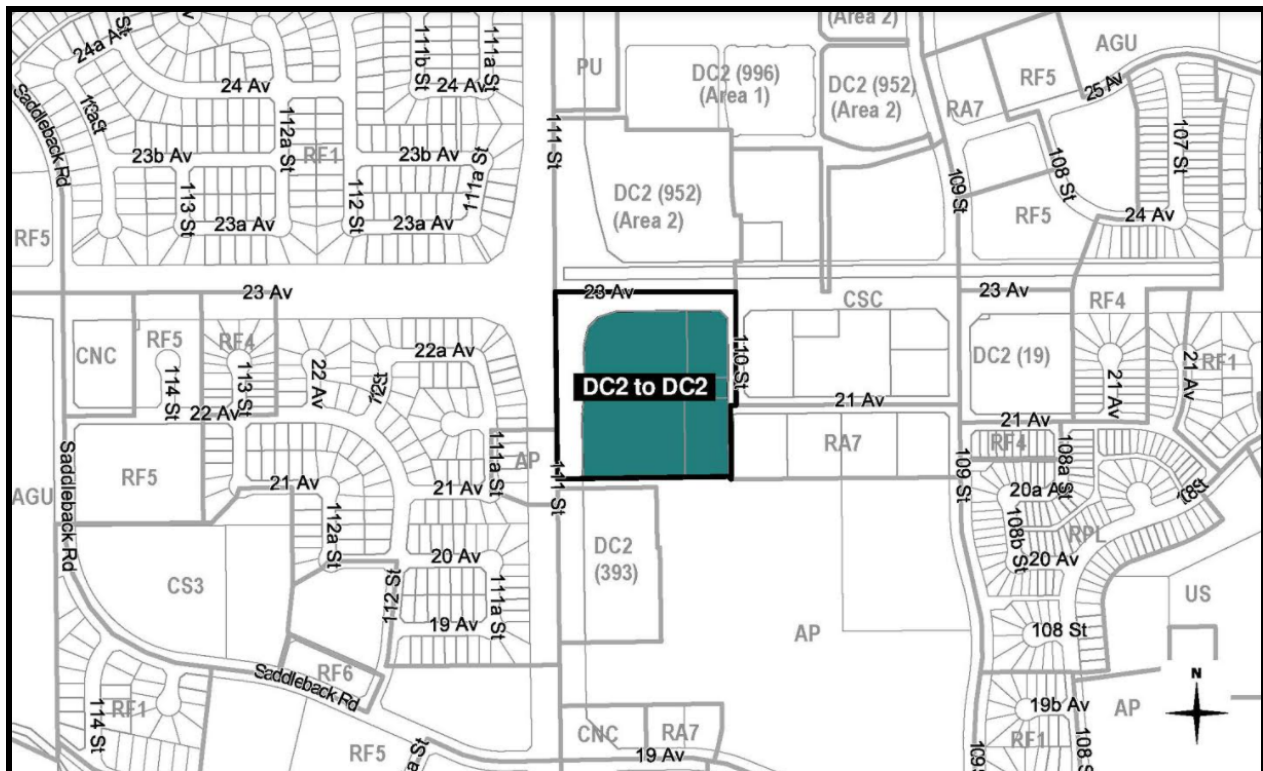 24a Av
St
111b St
111a St
24 Av
24 Av
Saddleback Rd
112a St
23b Av
RF1
23b Av
111a St
113 St
112 St
23a Av
23a Av
RF5
PU
111 St
DC2 (996)
(Area 1)
(Area 2)
DC2 (952)
(Area 2)
DC2 (952)
(Area 2)
AGU
RF5
25 Av
RA7
107 St
108 St
109 St
RF5
24 Av
23 Av
23 Av
CSC
23 Av
RF4
CNC
RF5
RF4
22a Av
114 St
113 St
22 Av
22 Av
DC2 to DC2
110 St
DC2 (19)
21 Av
RF1
21 Av
21 Av
21 Av
RF5
Saddleback Rd
AGU
21 Av
112a St
111a St
21 Av
AP
111 St
RA7
109 St
RF4
108a St
20a A
108b St
RPL
20 Av
CS3
20 Av
112 St
111a St
19 Av
DC2
(393)
AP
US
108 St
RF6
Saddleback Rd
RF1
114 St
RF5
a St
CNC
RA7
19 Av
19b Av
RF1
AP
109
108 S
N